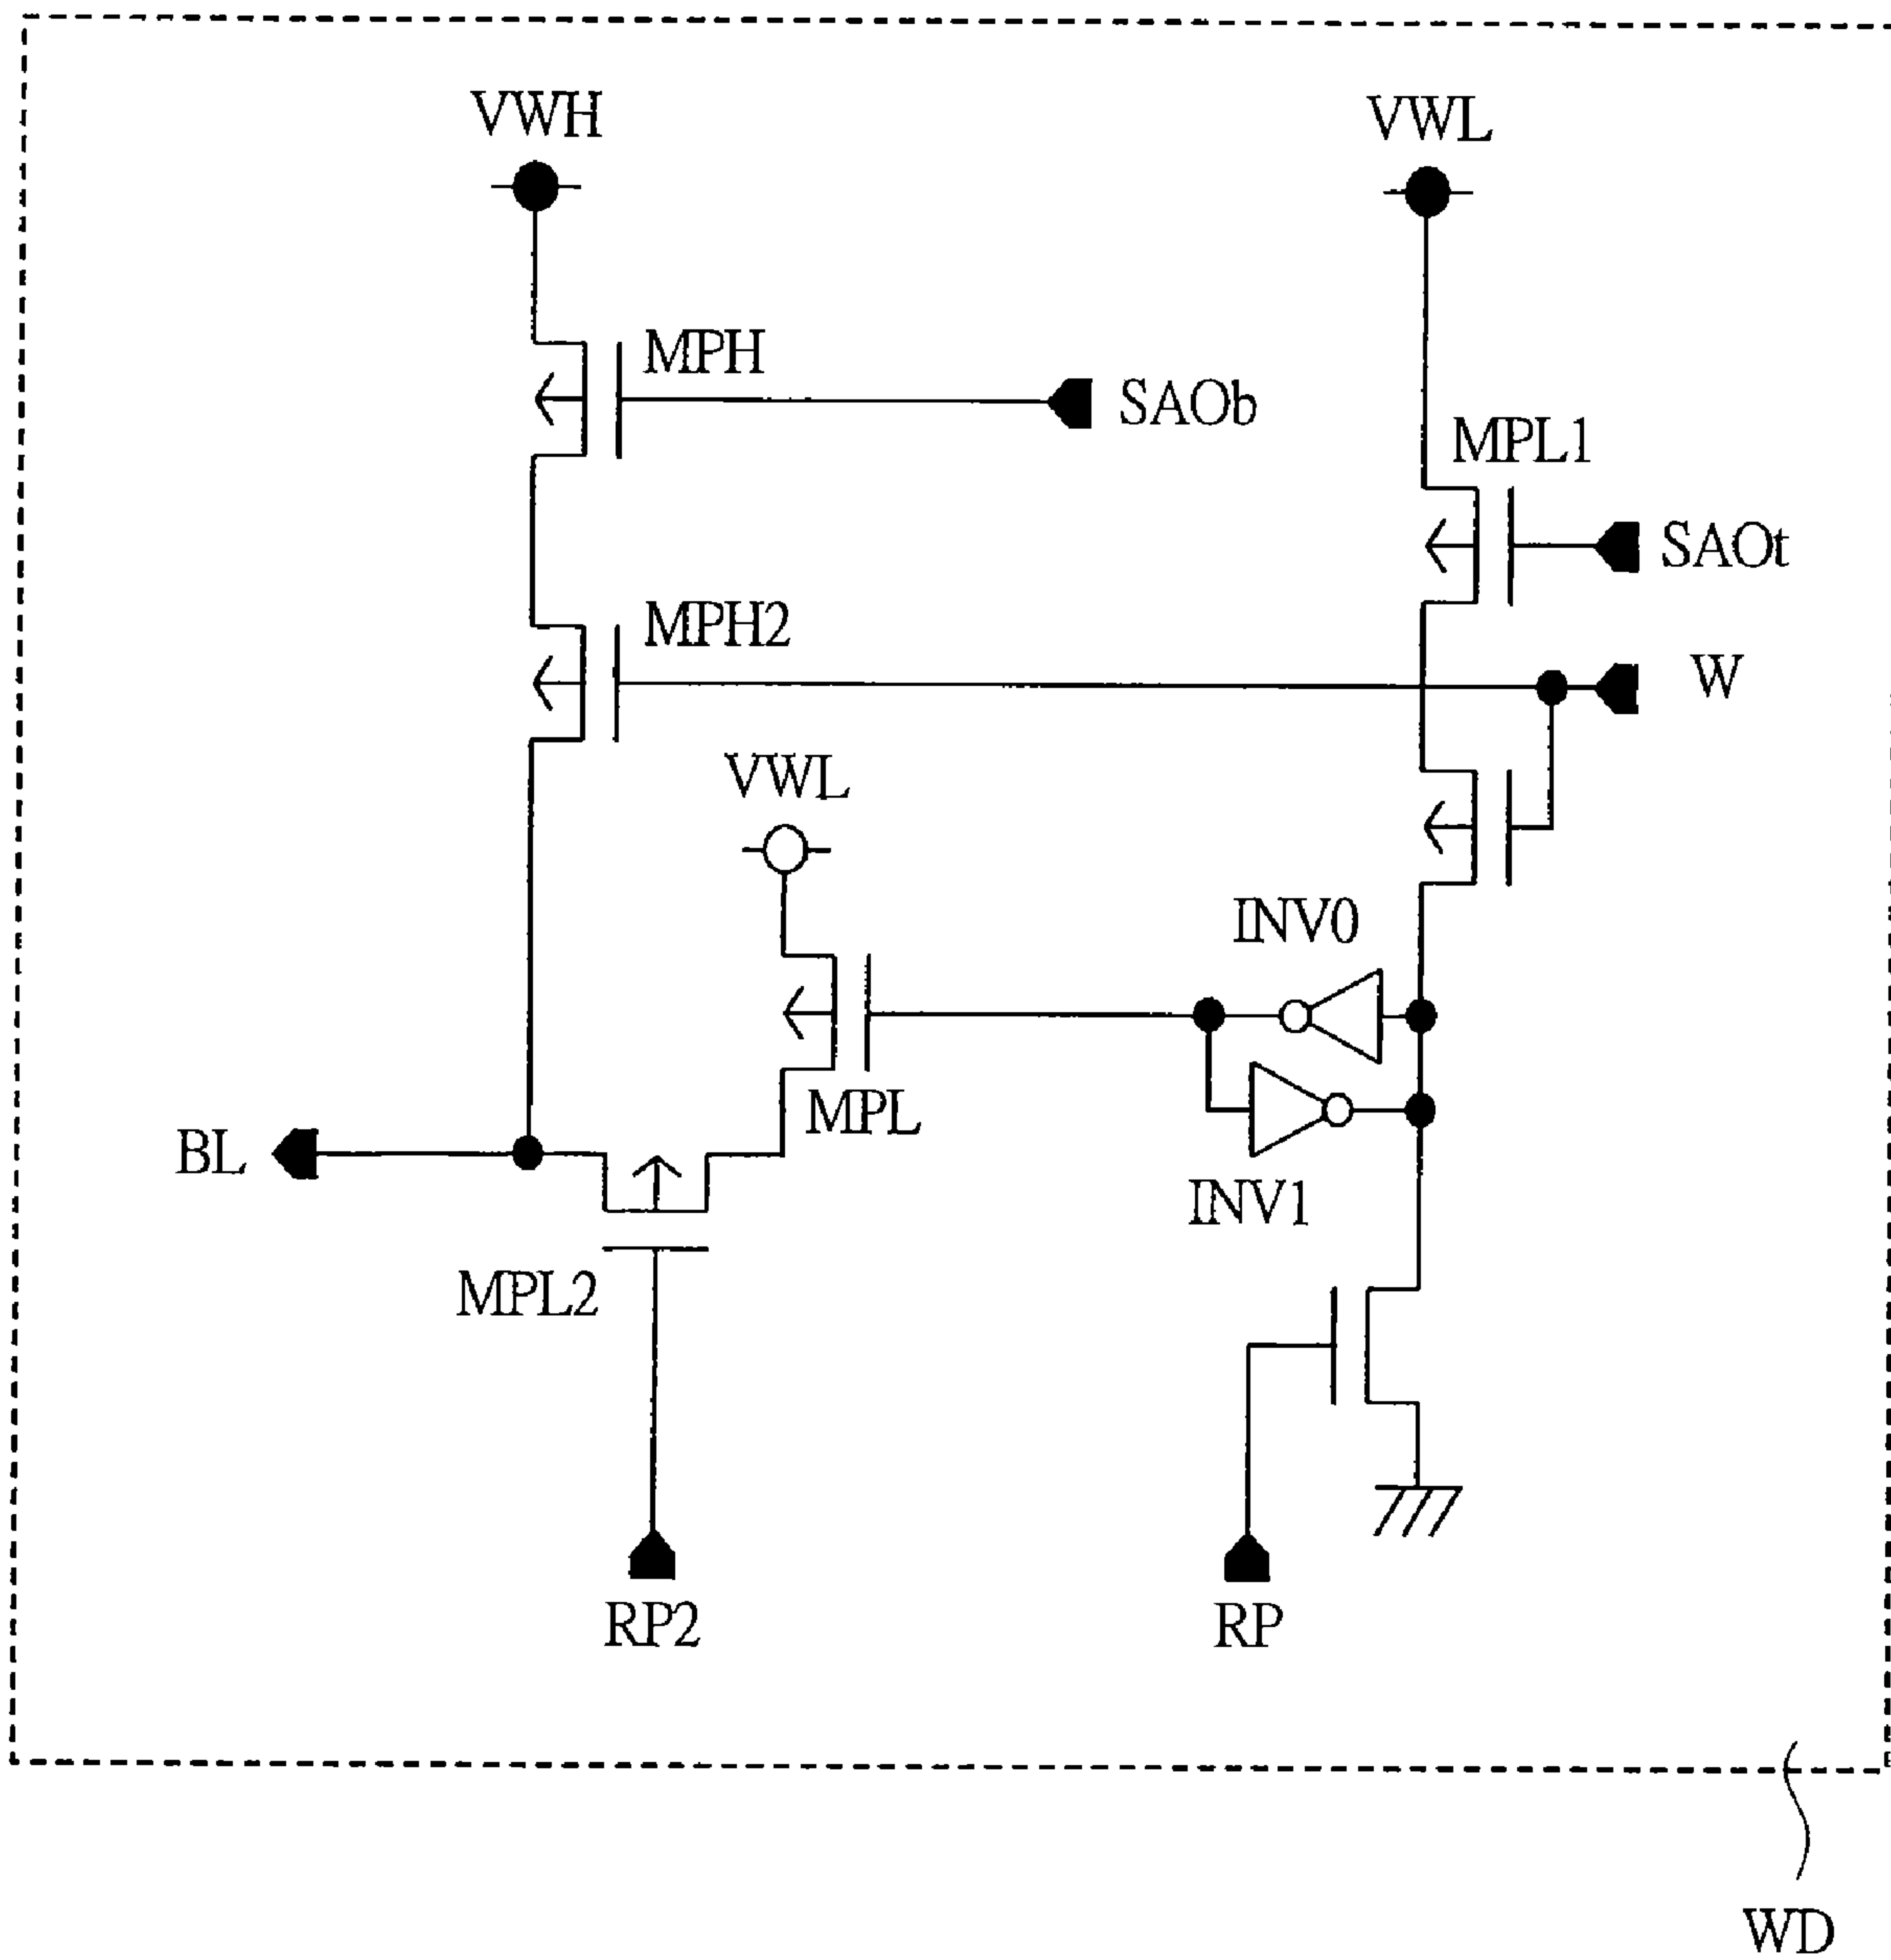 VWH
VWL
MPH
SAOb
MPL1
SAOt
MPH2
W
VWL
INV0
MPL
BL
INV1
MPL2
RP2
RP
WD